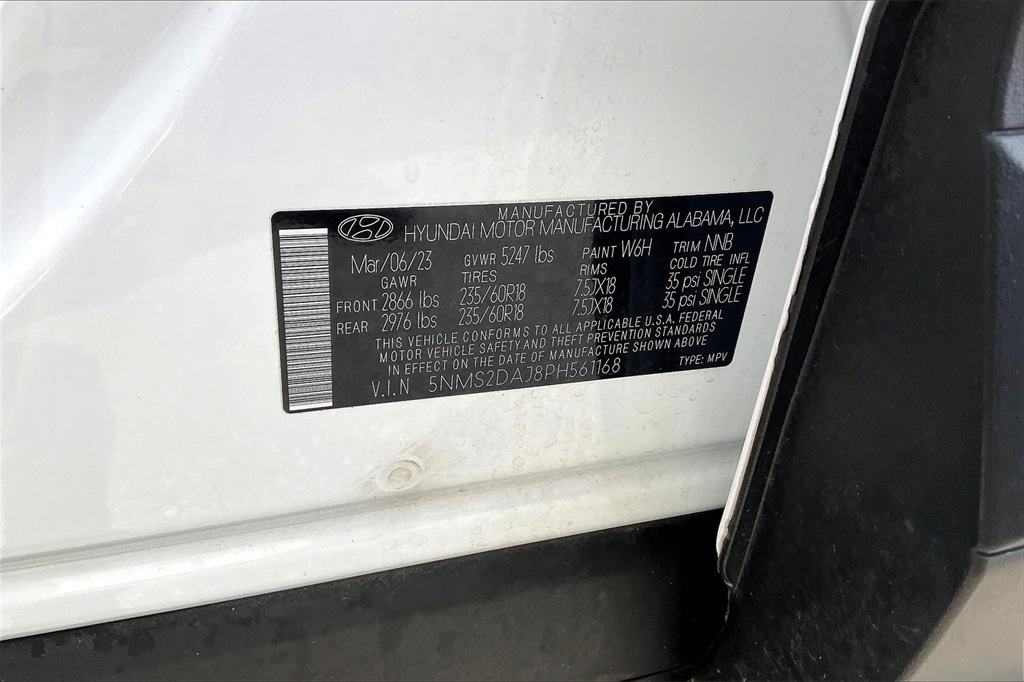 MANUFACTURED BY
HYUNDAI MOTOR MANUFACTURING ALABAMA, LLC
Mar/06/23 GVWR 5247 lbs PAINT W6H TRIM NNB
GAWR TIRES RIMS COLD TIRE INFL
FRONT 2866 lbs 235/60R18 7.5JX18 35 psi SINGLE
REAR 2976 lbs 235/60R18 7.5JX18 35 psi SINGLE
THIS VEHICLE CONFORMS TO ALL APPLICABLE U.S.A. FEDERAL
MOTOR VEHICLE SAFETY AND THEFT PREVENTION STANDARDS
IN EFFECT ON THE DATE OF MANUFACTURE SHOWN ABOVE
V.I.N 5NMS2DAJ8PH561168 TYPE: MPV